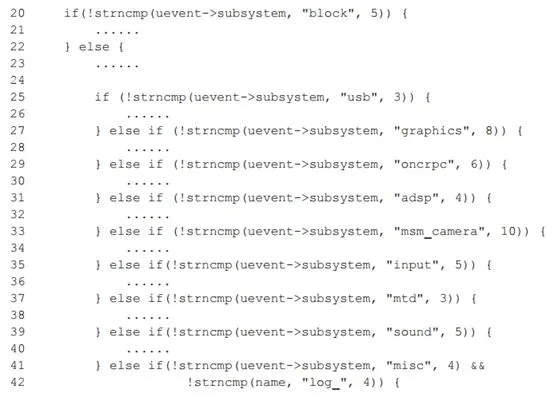 20 if(!strncmp(uevent->subsystem, "block", 5)) {
21 ......
22 } else {
23 ......
24
25 if (!strncmp(uevent->subsystem, "usb", 3)) {
26 ......
27 } else if (!strncmp(uevent->subsystem, "graphics", 8)) {
28 ......
29 } else if (!strncmp(uevent->subsystem, "oncrpc", 6)) {
30 ......
31 } else if (!strncmp(uevent->subsystem, "adsp", 4)) {
32 ......
33 } else if (!strncmp(uevent->subsystem, "msm_camera", 10)) {
34 ......
35 } else if(!strncmp(uevent->subsystem, "input", 5)) {
36 ......
37 } else if(!strncmp(uevent->subsystem, "mtd", 3)) {
38 ......
39 } else if(!strncmp(uevent->subsystem, "sound", 5)) {
40 ......
41 } else if(!strncmp(uevent->subsystem, "misc", 4) &&
42 !strncmp(name, "log_", 4)) {